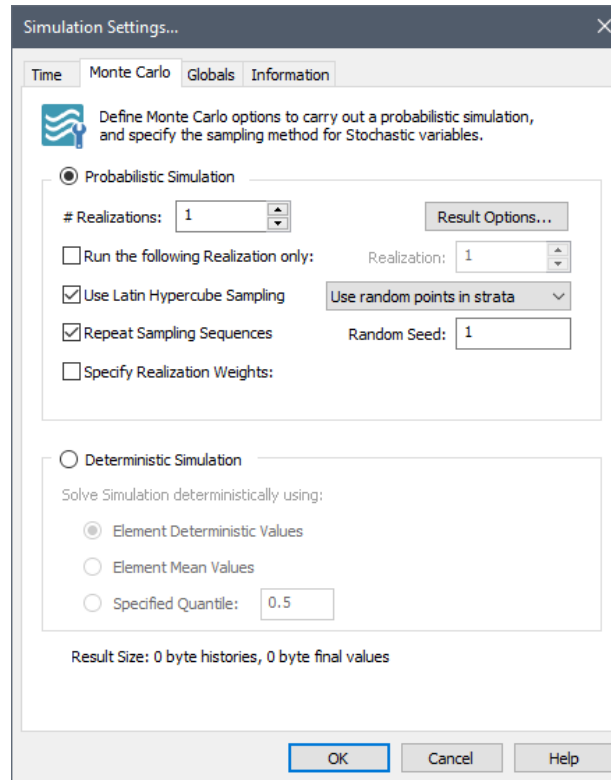 Simulation Settings...
Time Monte Carlo Globals Information
Define Monte Carlo options to carry out a probabilistic simulation,
and specify the sampling method for Stochastic variables.
Probabilistic Simulation
# Realizations: 1 Result Options...
Run the following Realization only: Realization: 1
Use Latin Hypercube Sampling Use random points in strata
Repeat Sampling Sequences Random Seed: 1
Specify Realization Weights:
Deterministic Simulation
Solve Simulation deterministically using:
Element Deterministic Values
Element Mean Values
Specified Quantile: 0.5
Result Size: 0 byte histories, 0 byte final values
OK Cancel Help